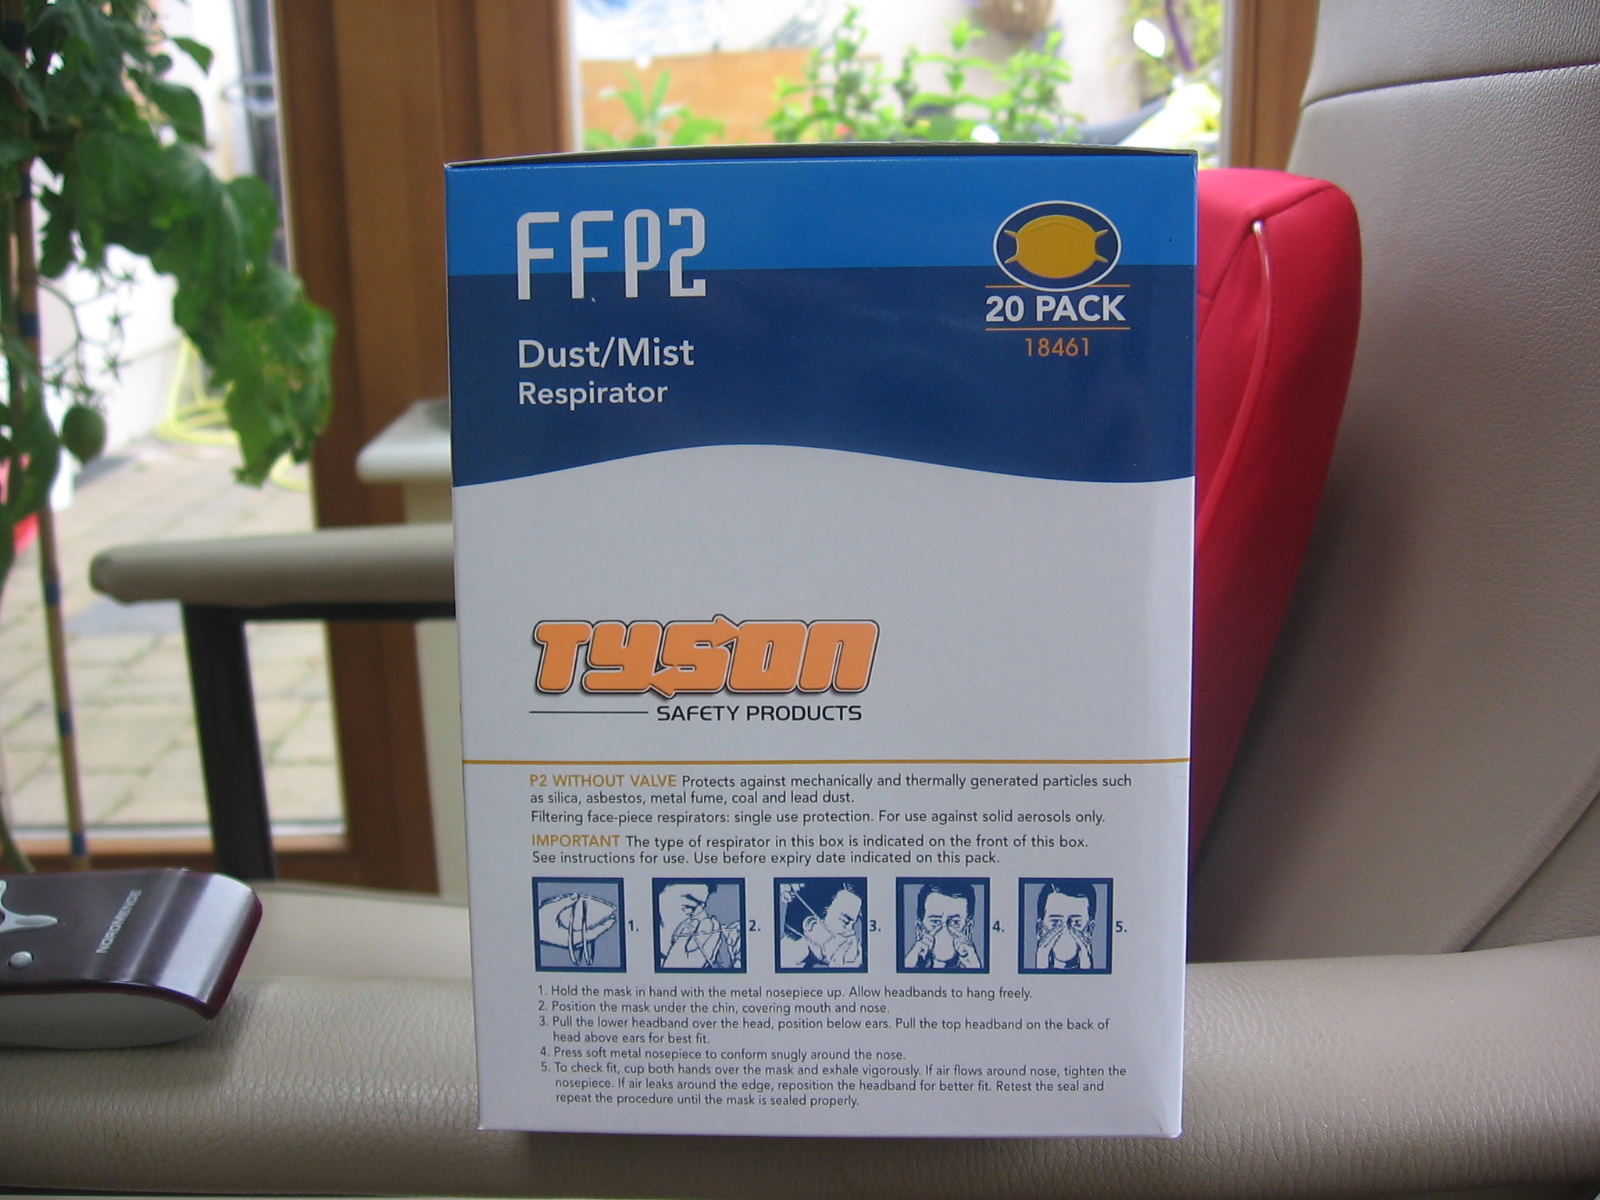 FFP2
20 PACK
18461
Dust/Mist
Respirator
TYSON
SAFETY PRODUCTS
P2 WITHOUT VALVE Protects against mechanically and thermally generated particles such
as silica, asbestos, metal fume, coal and lead dust.
Filtering face-piece respirators: single use protection. For use against solid aerosols only.
IMPORTANT The type of respirator in this box is indicated on the front of this box.
See instructions for use. Use before expiry date indicated on this pack.
1. 2. 3. 4. 5.
1. Hold the mask in hand with the metal nosepiece up. Allow headbands to hang freely.
2. Position the mask under the chin, covering mouth and nose.
3. Pull the lower headband over the head, position below ears. Pull the top headband on the back of
head above ears for best fit.
4. Press soft metal nosepiece to conform snugly around the nose.
5. To check fit, cup both hands over the mask and exhale vigorously. If air flows around nose, tighten the
nosepiece. If air leaks around the edge, reposition the headband for better fit. Retest the seal and
repeat the procedure until the mask is sealed properly.
NORDMENDE